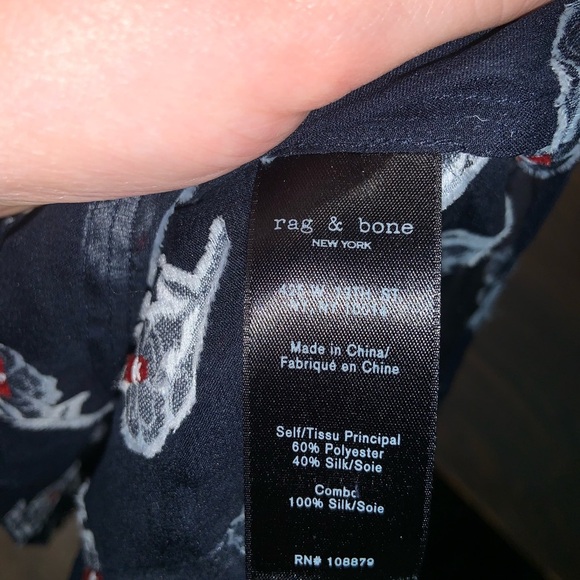 rag & bone
NEW YORK
Made in China/
Fabriqué en Chine
Self/Tissu Principal
60% Polyester
40% Silk/Soie
Combo
100% Silk/Soie
RN# 108879